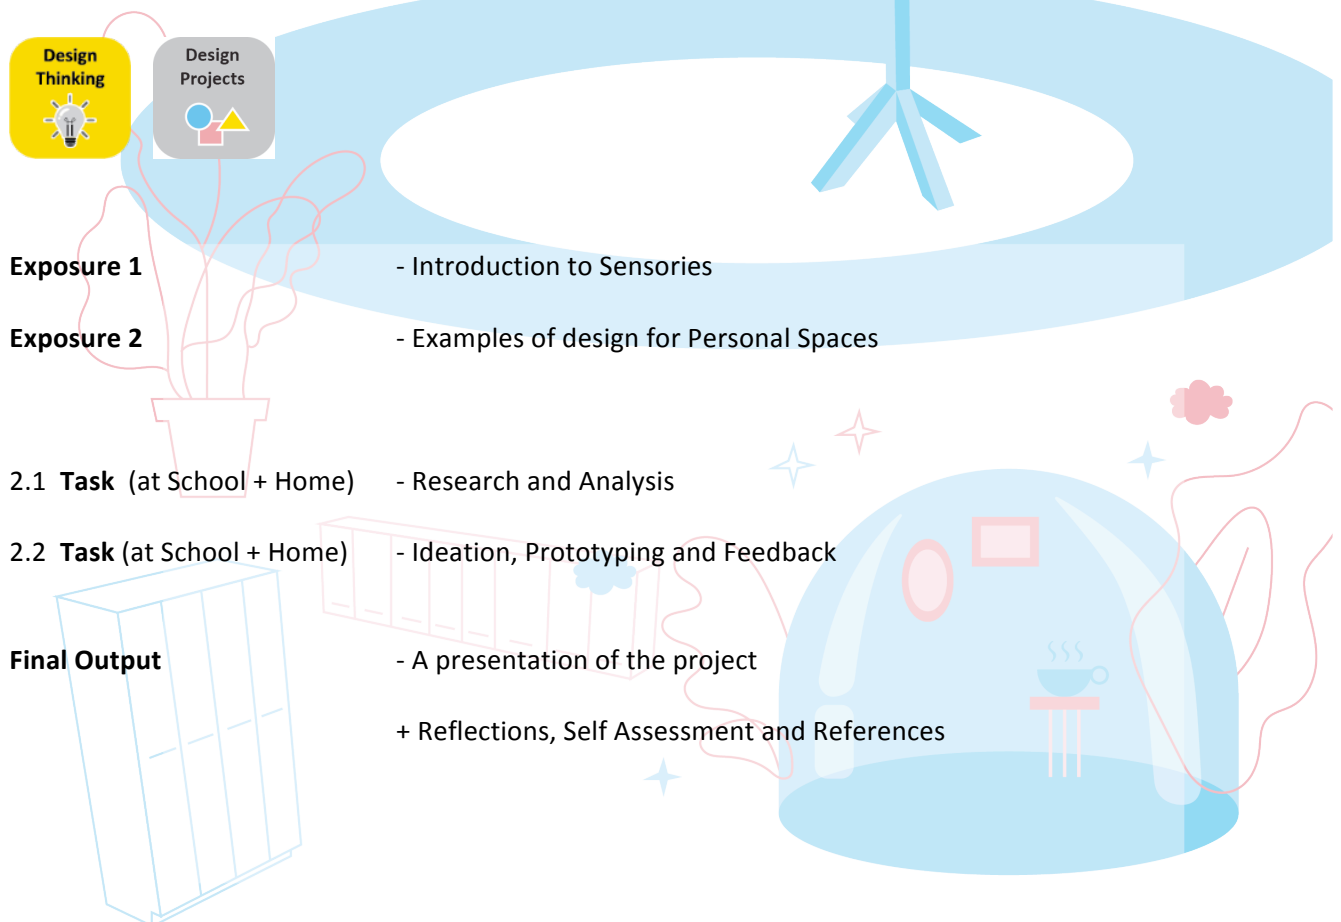 Design
Thinking
Design
Projects
Exposure 1 - Introduction to Sensories
Exposure 2 - Examples of design for Personal Spaces
2.1 Task (at School + Home) - Research and Analysis
2.2 Task (at School + Home) - Ideation, Prototyping and Feedback
Final Output - A presentation of the project
+ Reflections, Self Assessment and References